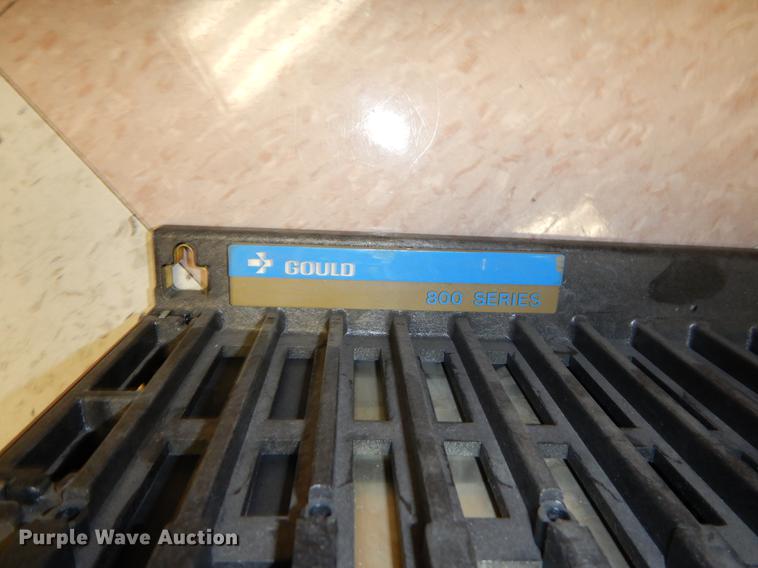 GOULD
800 SERIES
Purple Wave Auction